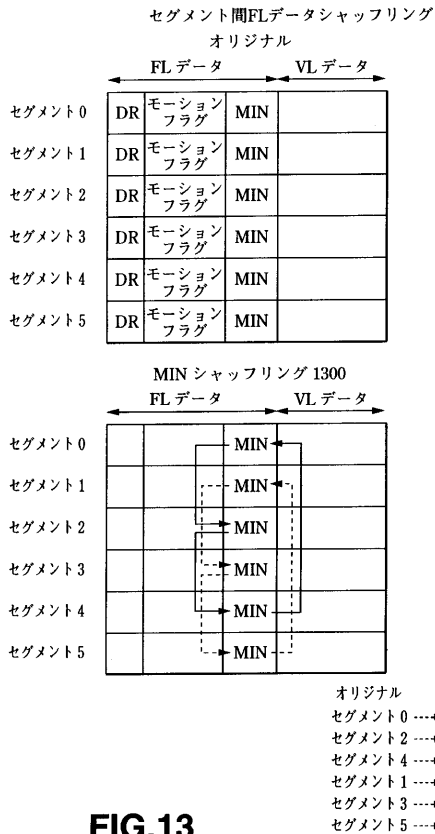 セグメント間FLデータシャッフリング
オリジナル
FLデータ VLデータ
セグメント0 DR モーションフラグ MIN
セグメント1 DR モーションフラグ MIN
セグメント2 DR モーションフラグ MIN
セグメント3 DR モーションフラグ MIN
セグメント4 DR モーションフラグ MIN
セグメント5 DR モーションフラグ MIN
MINシャッフリング1300
FLデータ VLデータ
セグメント0 MIN
セグメント1 MIN
セグメント2 MIN
セグメント3 MIN
セグメント4 MIN
セグメント5 MIN
オリジナル
セグメント0
セグメント2
セグメント4
セグメント1
セグメント3
セグメント5
FIG.13